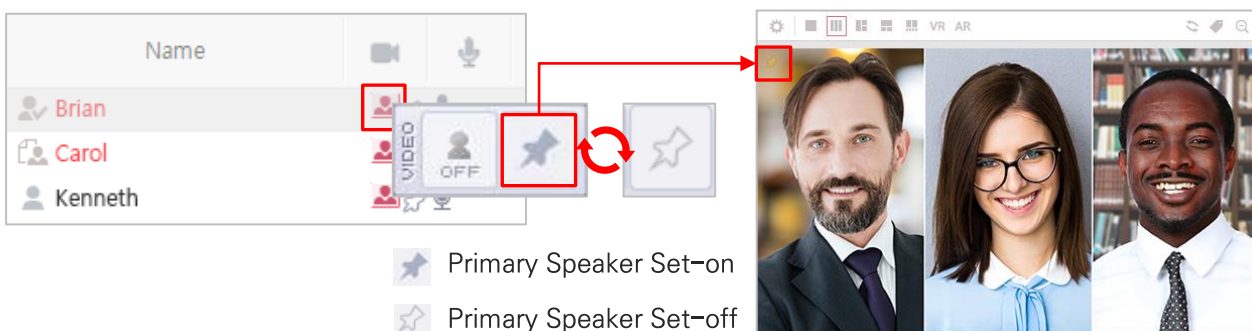 Name
Brian
Carol
Kenneth
VIDEO
OFF
VR AR
Primary Speaker Set-on
Primary Speaker Set-off